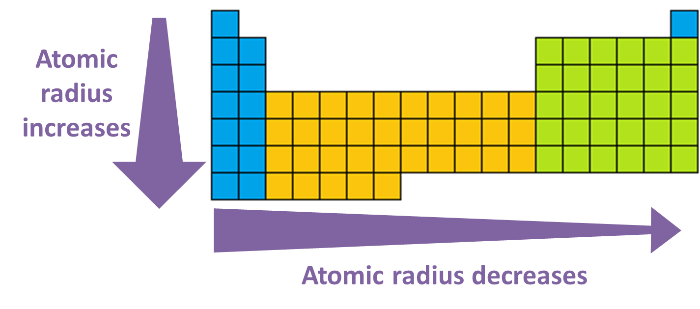 Atomic
radius
increases
Atomic radius decreases